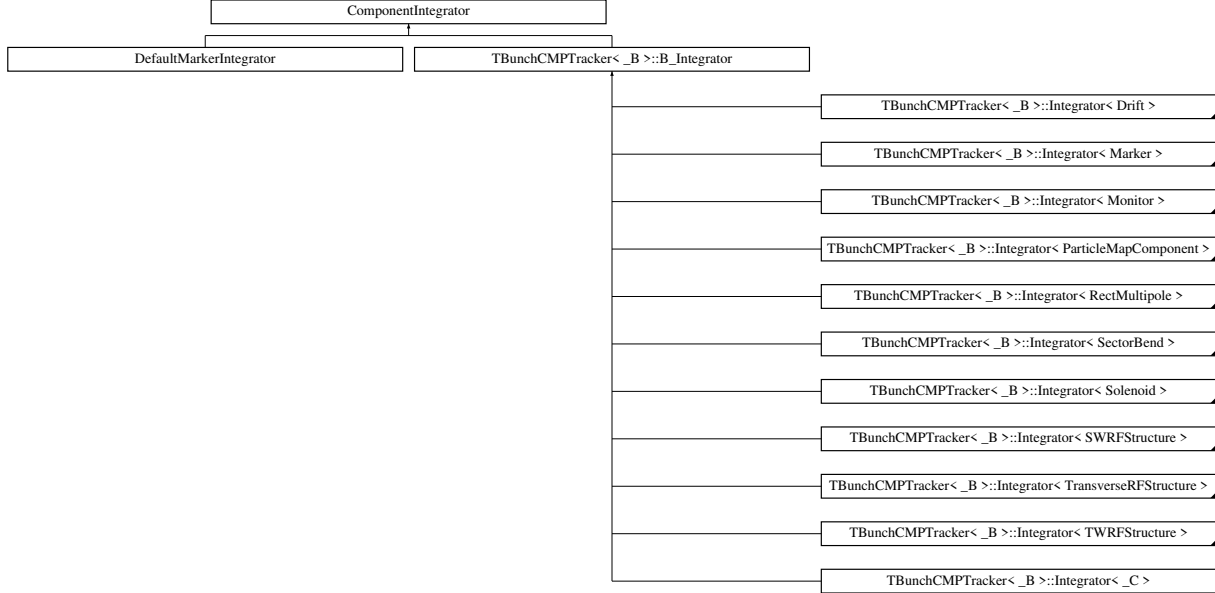 ComponentIntegrator
DefaultMarkerIntegrator
TBunchCMPTracker< _B >::B_Integrator
TBunchCMPTracker< _B >::Integrator< Drift >
TBunchCMPTracker< _B >::Integrator< Marker >
TBunchCMPTracker< _B >::Integrator< Monitor >
TBunchCMPTracker< _B >::Integrator< ParticleMapComponent >
TBunchCMPTracker< _B >::Integrator< RectMultipole >
TBunchCMPTracker< _B >::Integrator< SectorBend >
TBunchCMPTracker< _B >::Integrator< Solenoid >
TBunchCMPTracker< _B >::Integrator< SWRFStructure >
TBunchCMPTracker< _B >::Integrator< TransverseRFStructure >
TBunchCMPTracker< _B >::Integrator< TWRFStructure >
TBunchCMPTracker< _B >::Integrator< _C >